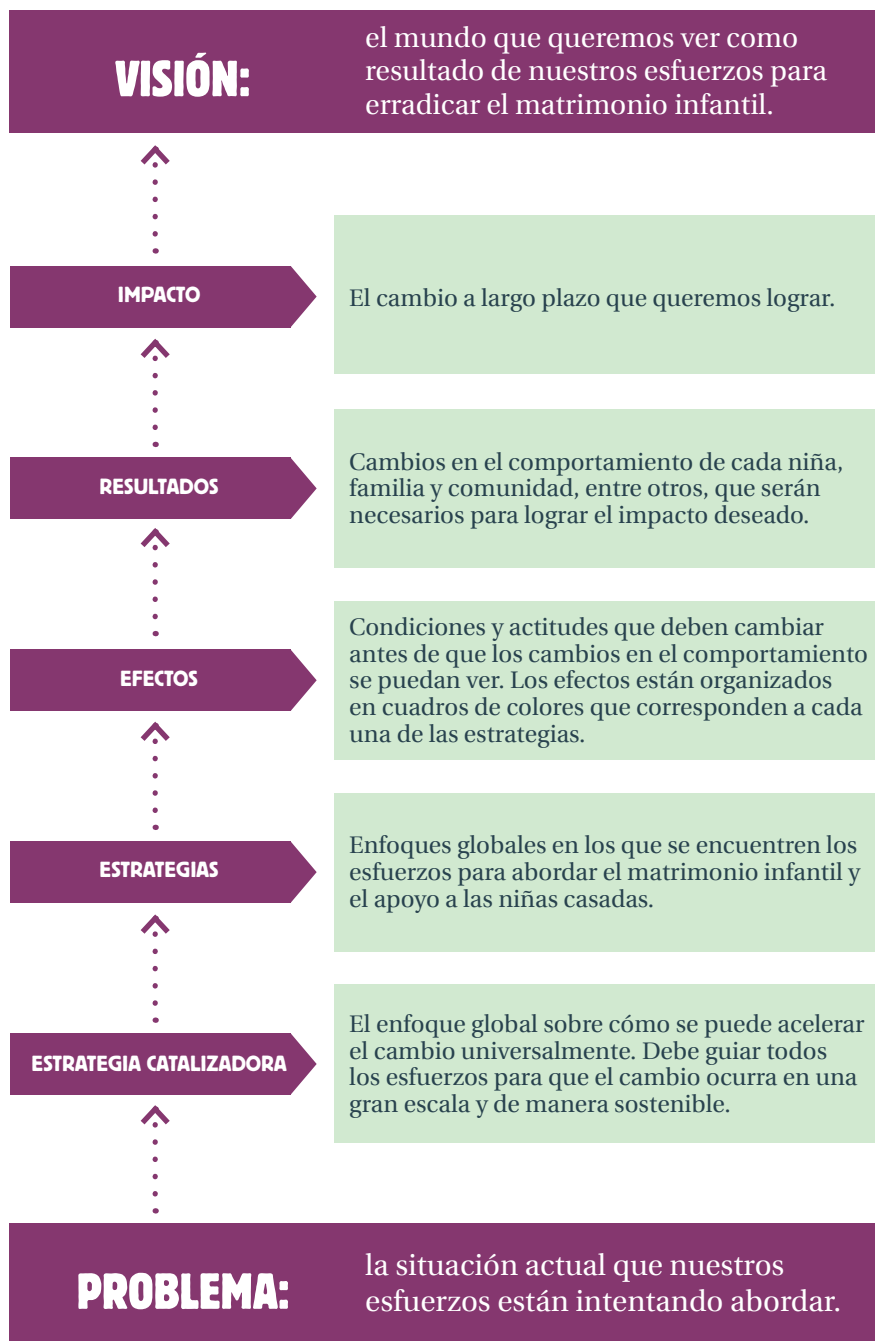 VISIÓN:
el mundo que queremos ver como
resultado de nuestros esfuerzos para
erradicar el matrimonio infantil.
IMPACTO
El cambio a largo plazo que queremos lograr.
RESULTADOS
Cambios en el comportamiento de cada niña,
familia y comunidad, entre otros, que serán
necesarios para lograr el impacto deseado.
EFECTOS
Condiciones y actitudes que deben cambiar
antes de que los cambios en el comportamiento
se puedan ver. Los efectos están organizados
en cuadros de colores que corresponden a cada
una de las estrategias.
ESTRATEGIAS
Enfoques globales en los que se encuentren los
esfuerzos para abordar el matrimonio infantil y
el apoyo a las niñas casadas.
ESTRATEGIA CATALIZADORA
El enfoque global sobre cómo se puede acelerar
el cambio universalmente. Debe guiar todos
los esfuerzos para que el cambio ocurra en una
gran escala y de manera sostenible.
PROBLEMA:
la situación actual que nuestros
esfuerzos están intentando abordar.